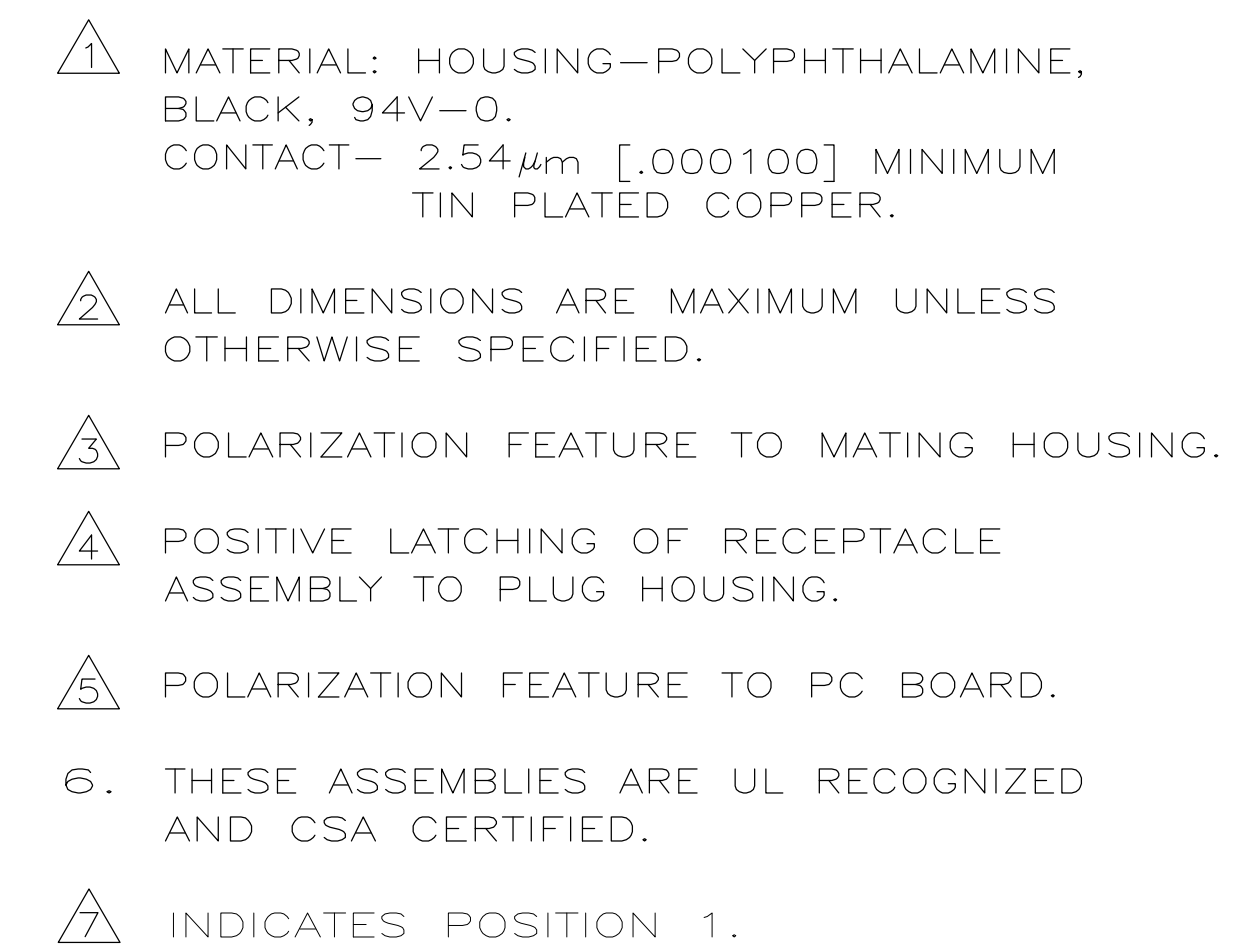 1 MATERIAL: HOUSING-POLYPHTHALAMINE,
BLACK, 94V-0.
CONTACT- 2.54μm [.000100] MINIMUM
TIN PLATED COPPER.
2 ALL DIMENSIONS ARE MAXIMUM UNLESS
OTHERWISE SPECIFIED.
3 POLARIZATION FEATURE TO MATING HOUSING.
4 POSITIVE LATCHING OF RECEPTACLE
ASSEMBLY TO PLUG HOUSING.
5 POLARIZATION FEATURE TO PC BOARD.
6. THESE ASSEMBLIES ARE UL RECOGNIZED
AND CSA CERTIFIED.
7 INDICATES POSITION 1.